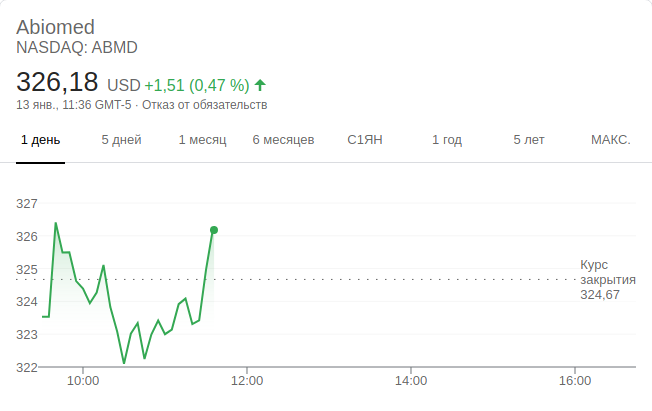 Abiomed
NASDAQ: ABMD
326,18 USD +1,51 (0,47 %)
13 янв., 11:36 GMT-5 · Отказ от обязательств
1 день 5 дней 1 месяц 6 месяцев С1ЯН 1 год 5 лет МАКС.
327
326
325
324
323
322
Курс
закрытия
324,67
10:00 12:00 14:00 16:00